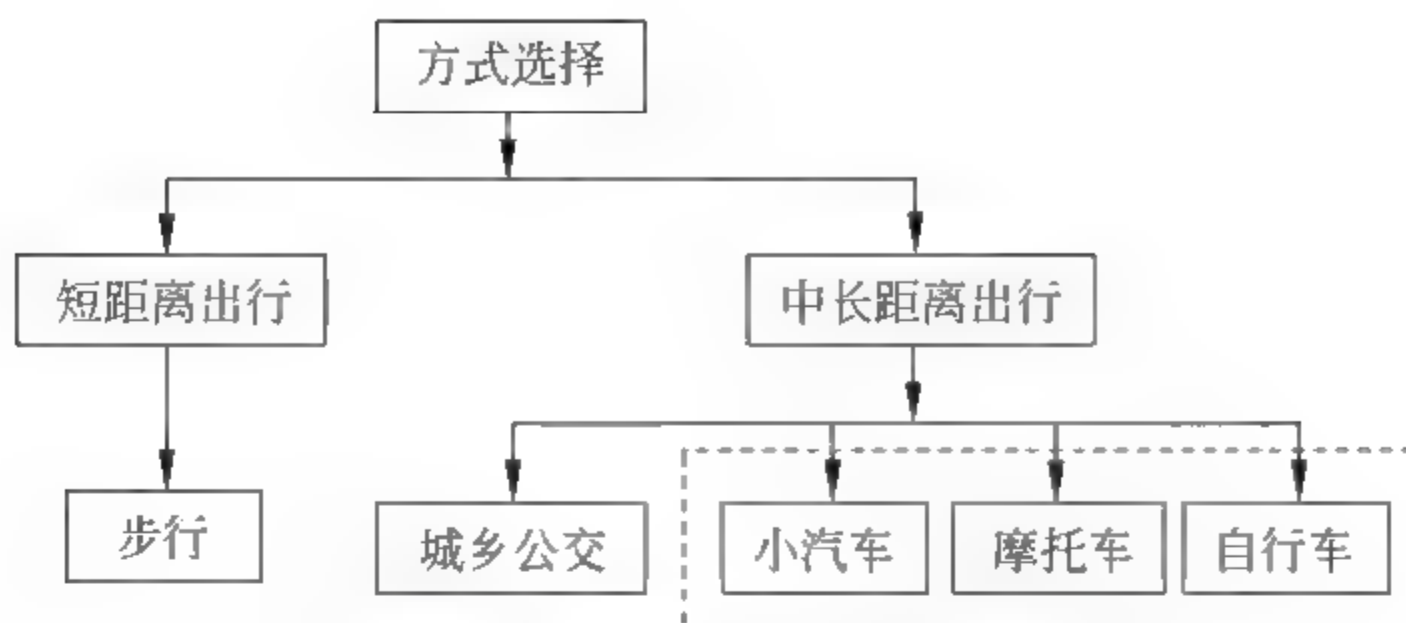 方式选择
短距离出行
中长距离出行
步行
城乡公交
小汽车
摩托车
自行车